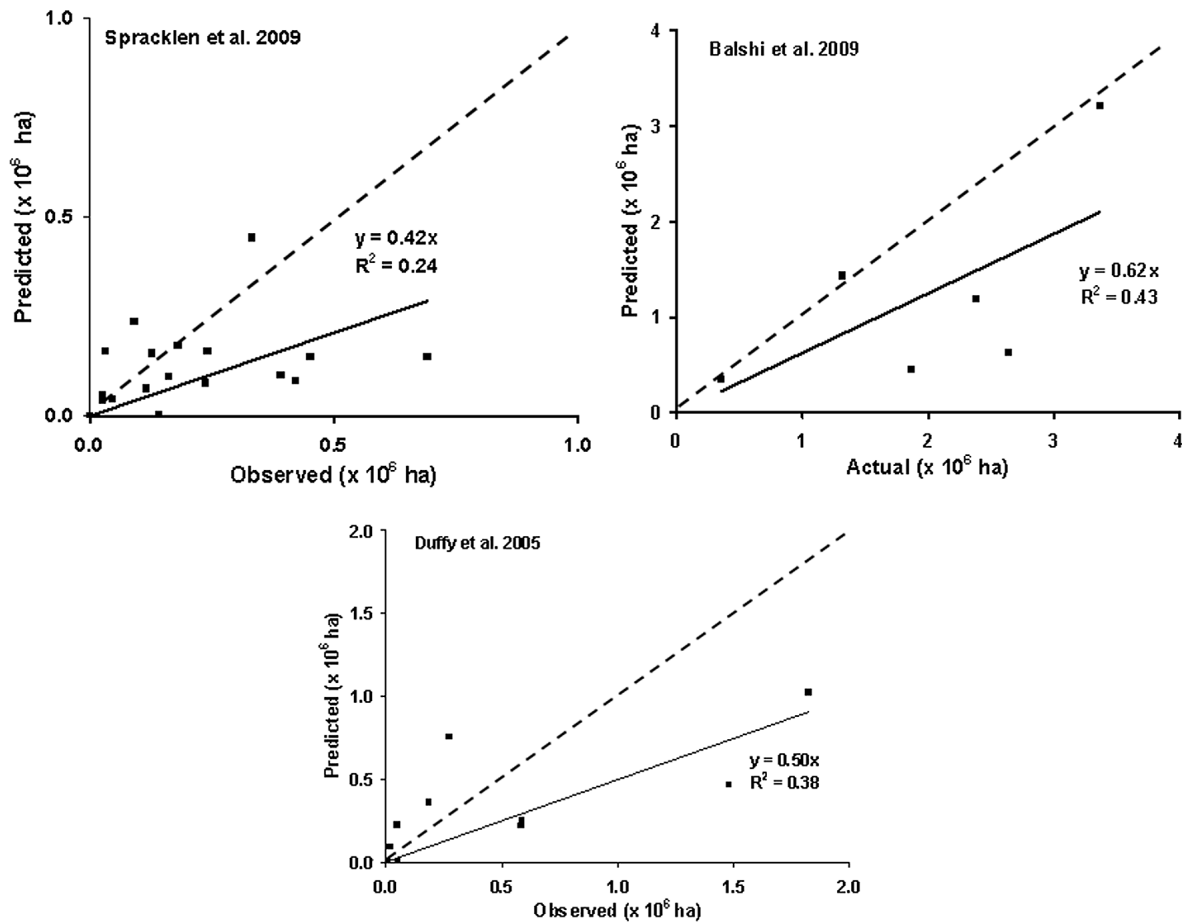 Spracklen et al. 2009
1.0
0.5
0.0
Predicted (x 10⁶ ha)
y = 0.42x
R² = 0.24
0.0 0.5 1.0
Observed (x 10⁶ ha)
Balshi et al. 2009
4
3
2
1
0
Predicted (x 10⁶ ha)
y = 0.62x
R² = 0.43
0 1 2 3 4
Actual (x 10⁶ ha)
Duffy et al. 2005
2.0
1.5
1.0
0.5
0.0
Predicted (x 10⁶ ha)
y = 0.50x
R² = 0.38
0.0 0.5 1.0 1.5 2.0
Observed (x 10⁶ ha)